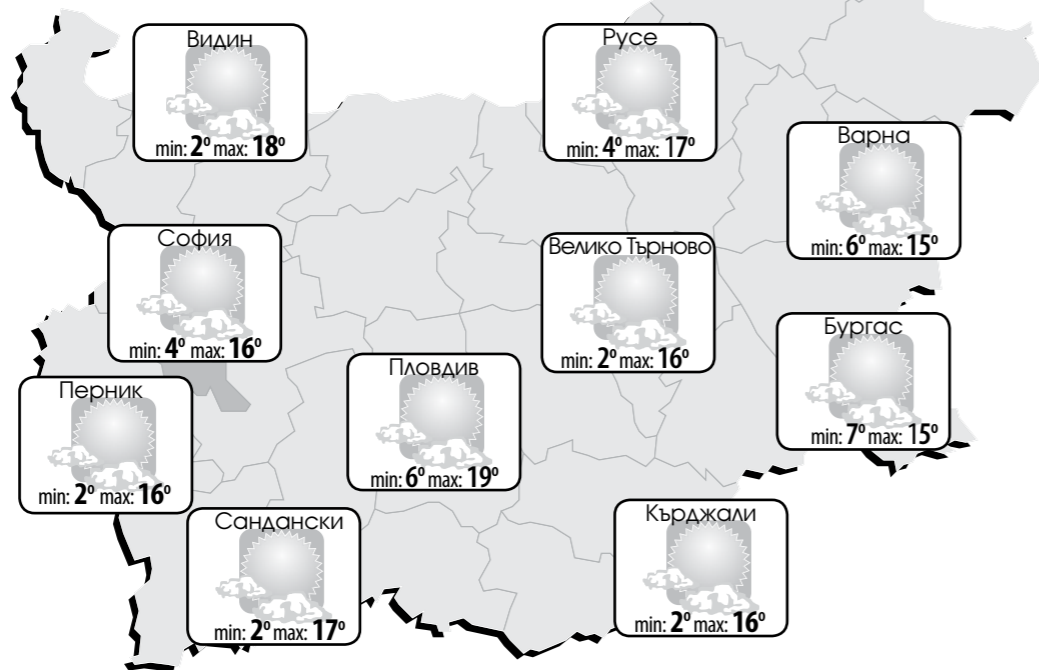 Видин
min: 2º max: 18º
Русе
min: 4º max: 17º
Варна
min: 6º max: 15º
София
min: 4º max: 16º
Велико Търново
min: 2º max: 16º
Бургас
min: 7º max: 15º
Пловдив
min: 6º max: 19º
Перник
min: 2º max: 16º
Сандански
min: 2º max: 17º
Кърджали
min: 2º max: 16º